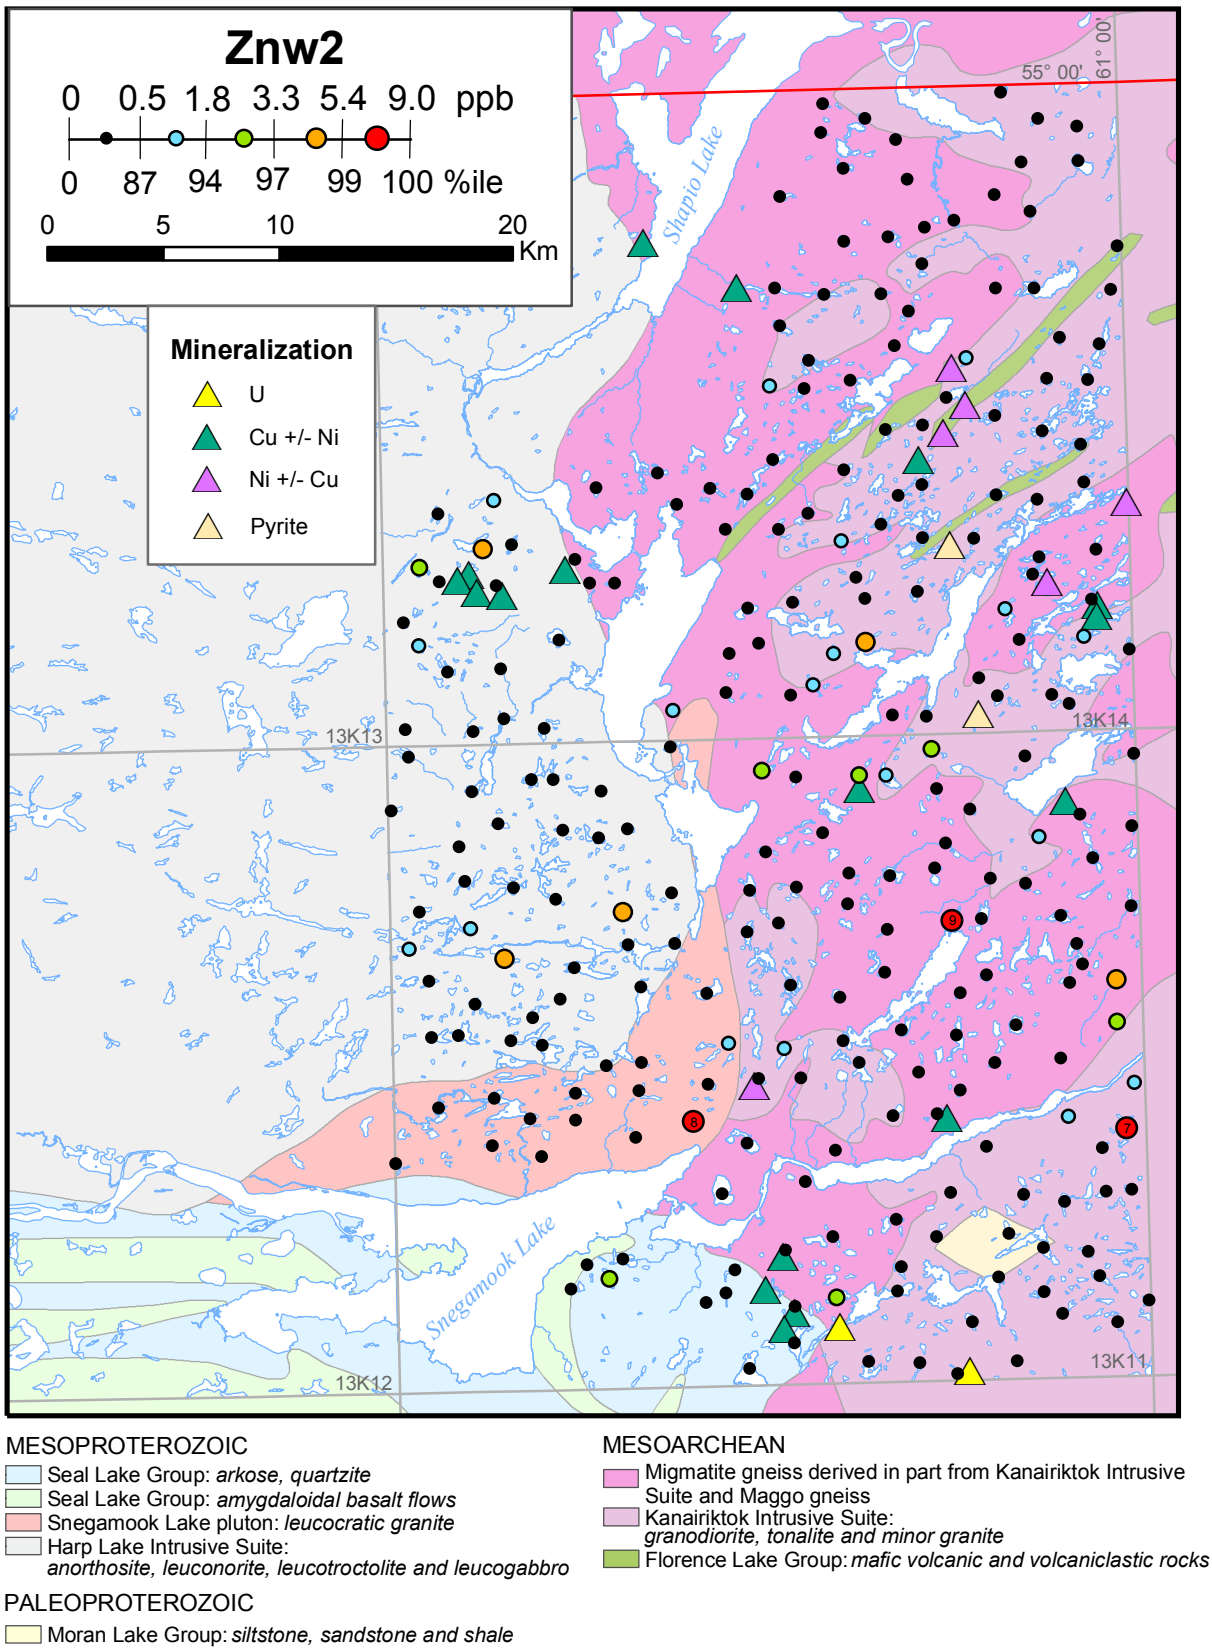 Znw2
0 0.5 1.8 3.3 5.4 9.0 ppb
0 87 94 97 99 100 %ile
0 5 10 20
Km
Mineralization
U
Cu +/- Ni
Ni +/- Cu
Pyrite
55° 00'
61° 00'
Shapio Lake
13K13
13K14
9
8
7
Snegamook Lake
13K12
13K11
MESOPROTEROZOIC
Seal Lake Group: arkose, quartzite
Seal Lake Group: amygdaloidal basalt flows
Snegamook Lake pluton: leucocratic granite
Harp Lake Intrusive Suite:
anorthosite, leuconorite, leucotroctolite and leucogabbro
PALEOPROTEROZOIC
Moran Lake Group: siltstone, sandstone and shale
MESOARCHEAN
Migmatite gneiss derived in part from Kanairiktok Intrusive
Suite and Maggo gneiss
Kanairiktok Intrusive Suite:
granodiorite, tonalite and minor granite
Florence Lake Group: mafic volcanic and volcaniclastic rocks